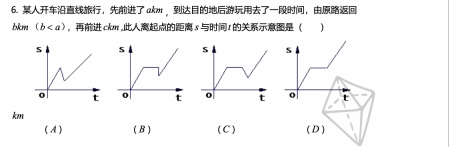 6. 某人开车沿直线旅行，先前进了 akm，到达目的地后游玩用去了一段时间，由原路返回
bkm（b<a），再前进 ckm,此人离起点的距离 s 与时间 t 的关系示意图是（　　）
s s s s
o t o t o t o t
km
（A） （B） （C） （D）